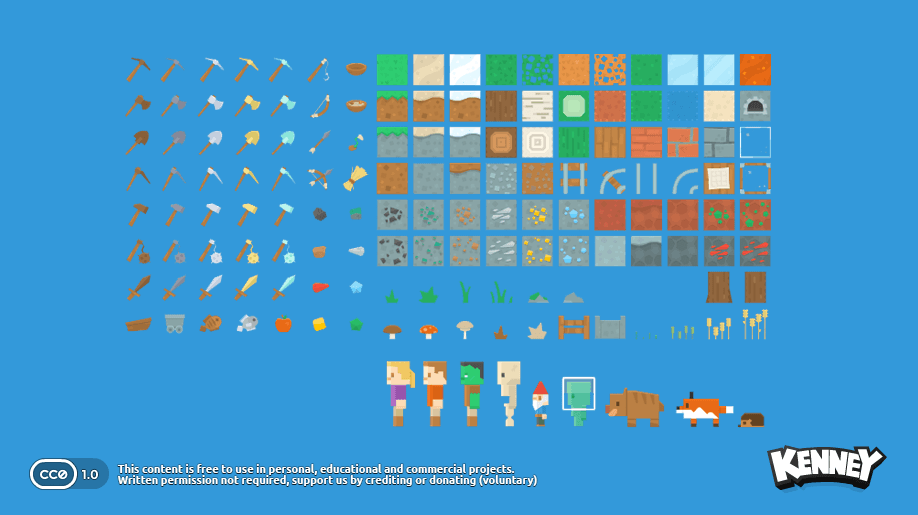 CC0 1.0
This content is free to use in personal, educational and commercial projects.
Written permission not required, support us by crediting or donating (voluntary)
KENNEY